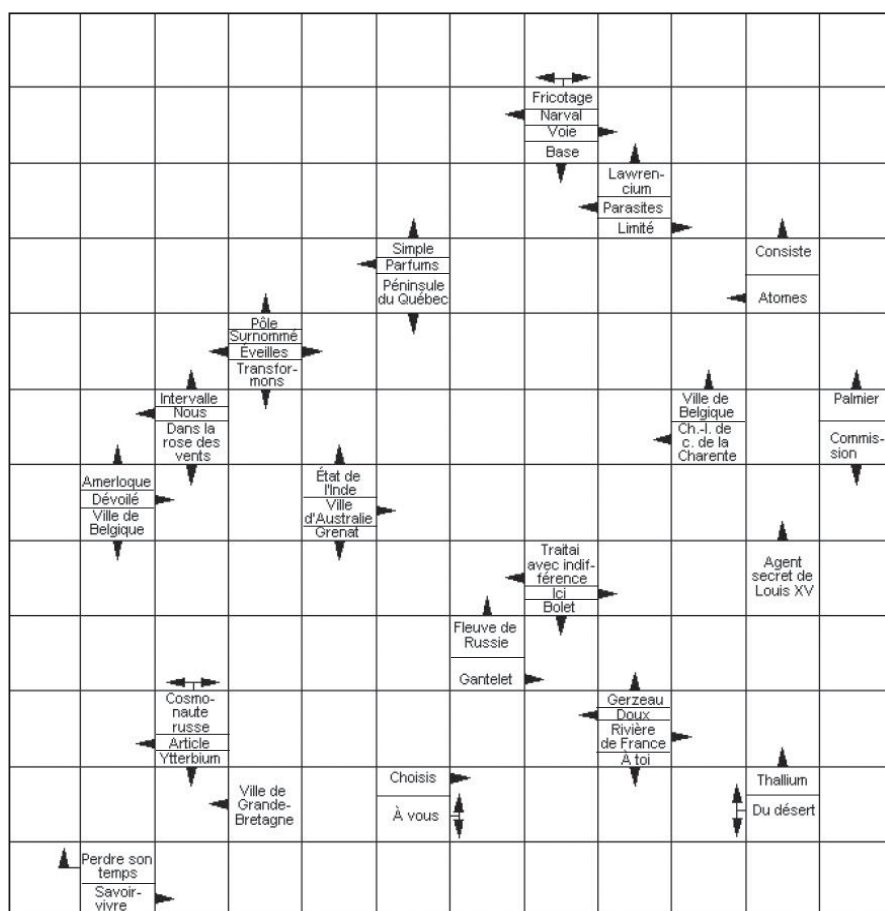 Fricotage
Narval
Voie
Base
Lawren-
cium
Parasites
Limité
Simple
Parfums
Péninsule
du Québec
Consiste
Atomes
Pôle
Surnommé
Éveilles
Transfor-
mons
Intervalle
Nous
Dans la
rose des
vents
Ville de
Belgique
Ch.-l. de
c. de la
Charente
Palmier
Commis-
sion
Amerloque
Dévoilé
Ville de
Belgique
État de
l'Inde
Ville
d'Australie
Grenat
Traitai
avec indif-
férence
Ici
Bolet
Agent
secret de
Louis XV
Fleuve de
Russie
Gantelet
Cosmo-
naute
russe
Article
Ytterbium
Gerzeau
Doux
Rivière
de France
À toi
Ville de
Grande-
Bretagne
Choisis
À vous
Thallium
Du désert
Perdre son
temps
Savoir-
vivre